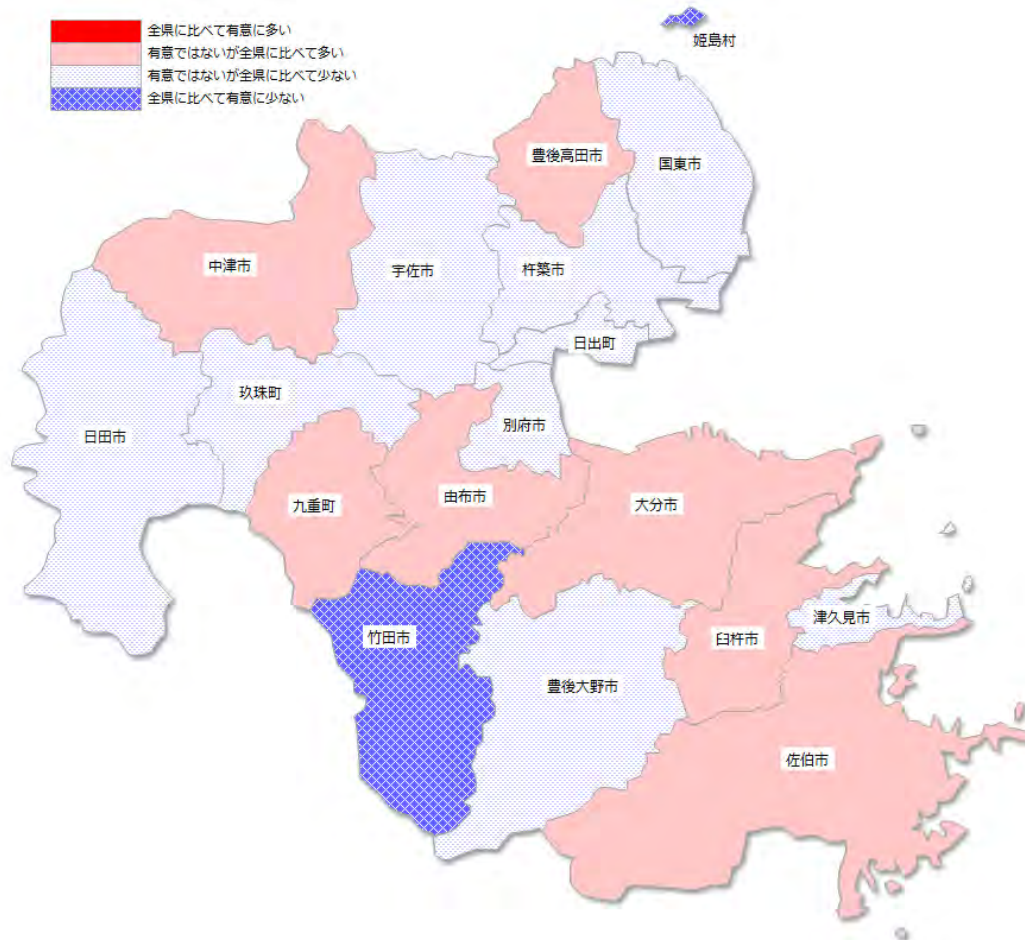 全県に比べて有意に多い
有意ではないが全県に比べて多い
有意ではないが全県に比べて少ない
全県に比べて有意に少ない
姫島村
豊後高田市
国東市
中津市
宇佐市
杵築市
日出町
玖珠町
別府市
日田市
九重町
由布市
大分市
津久見市
竹田市
臼杵市
豊後大野市
佐伯市